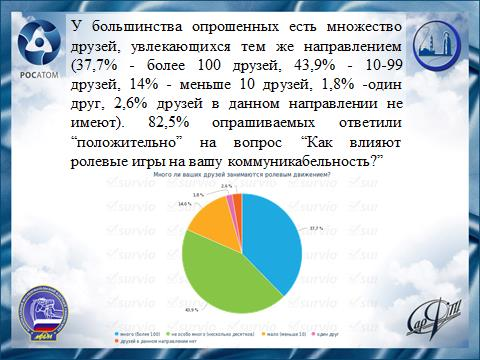 У большинства опрошенных есть множество
друзей, увлекающихся тем же направлением
(37,7% - более 100 друзей, 43,9% - 10-99
друзей, 14% - меньше 10 друзей, 1,8% -один
друг, 2,6% друзей в данном направлении не
имеют). 82,5% опрашиваемых ответили
“положительно” на вопрос “Как влияют
ролевые игры на вашу коммуникабельность?”
РОСАТОМ
Много ли ваших друзей занимаются ролевым движением?
2,6 %
1,8 %
14,0 %
37,7 %
43,9 %
survio
много (более 100) не особо много (несколько десятков) мало (меньше 10) один друг
друзей в данном направлении нет